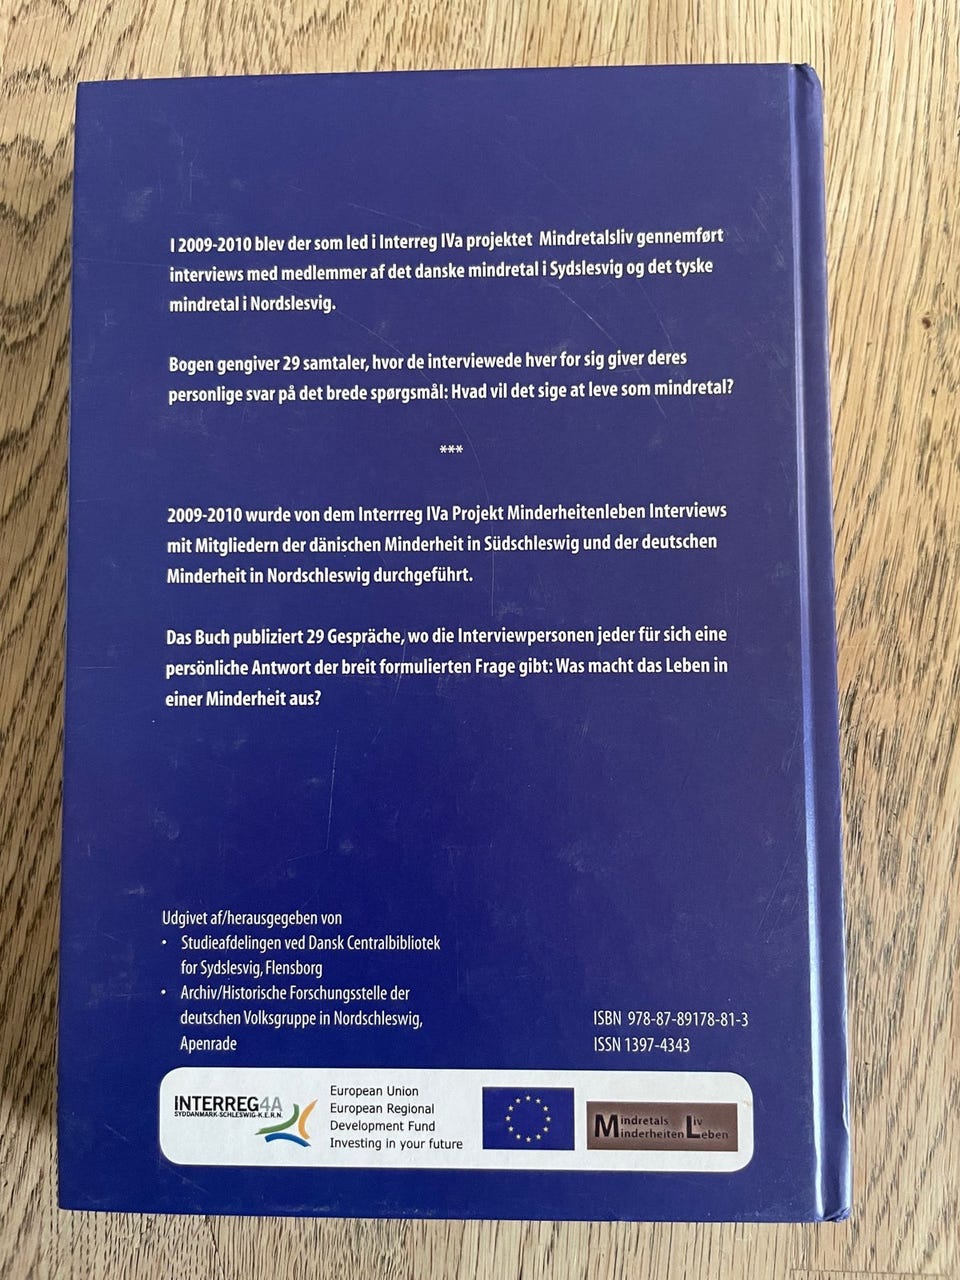 I 2009-2010 blev der som led i Interreg IVa projektet Mindretalsliv gennemført
interviews med medlemmer af det danske mindretal i Sydslesvig og det tyske
mindretal i Nordslesvig.
Bogen gengiver 29 samtaler, hvor de interviewede hver for sig giver deres
personlige svar på det brede spørgsmål: Hvad vil det sige at leve som mindretal?
***
2009-2010 wurde von dem Interrreg IVa Projekt Minderheitenleben Interviews
mit Mitgliedern der dänischen Minderheit in Südschleswig und der deutschen
Minderheit in Nordschleswig durchgeführt.
Das Buch publiziert 29 Gespräche, wo die Interviewpersonen jeder für sich eine
persönliche Antwort der breit formulierten Frage gibt: Was macht das Leben in
einer Minderheit aus?
Udgivet af/herausgegeben von
• Studieafdelingen ved Dansk Centralbibliotek
for Sydslesvig, Flensborg
• Archiv/Historische Forschungsstelle der
deutschen Volksgruppe in Nordschleswig,
Apenrade
ISBN 978-87-89178-81-3
ISSN 1397-4343
INTERREG4A
SYDDANMARK-SCHLESWIG-K.E.R.N.
European Union
European Regional
Development Fund
Investing in your future
Mindretals Liv
Minderheiten Leben